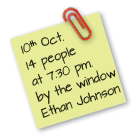 10th Oct.
14 people
at 7.30 pm.
by the window
Ethan Johnson